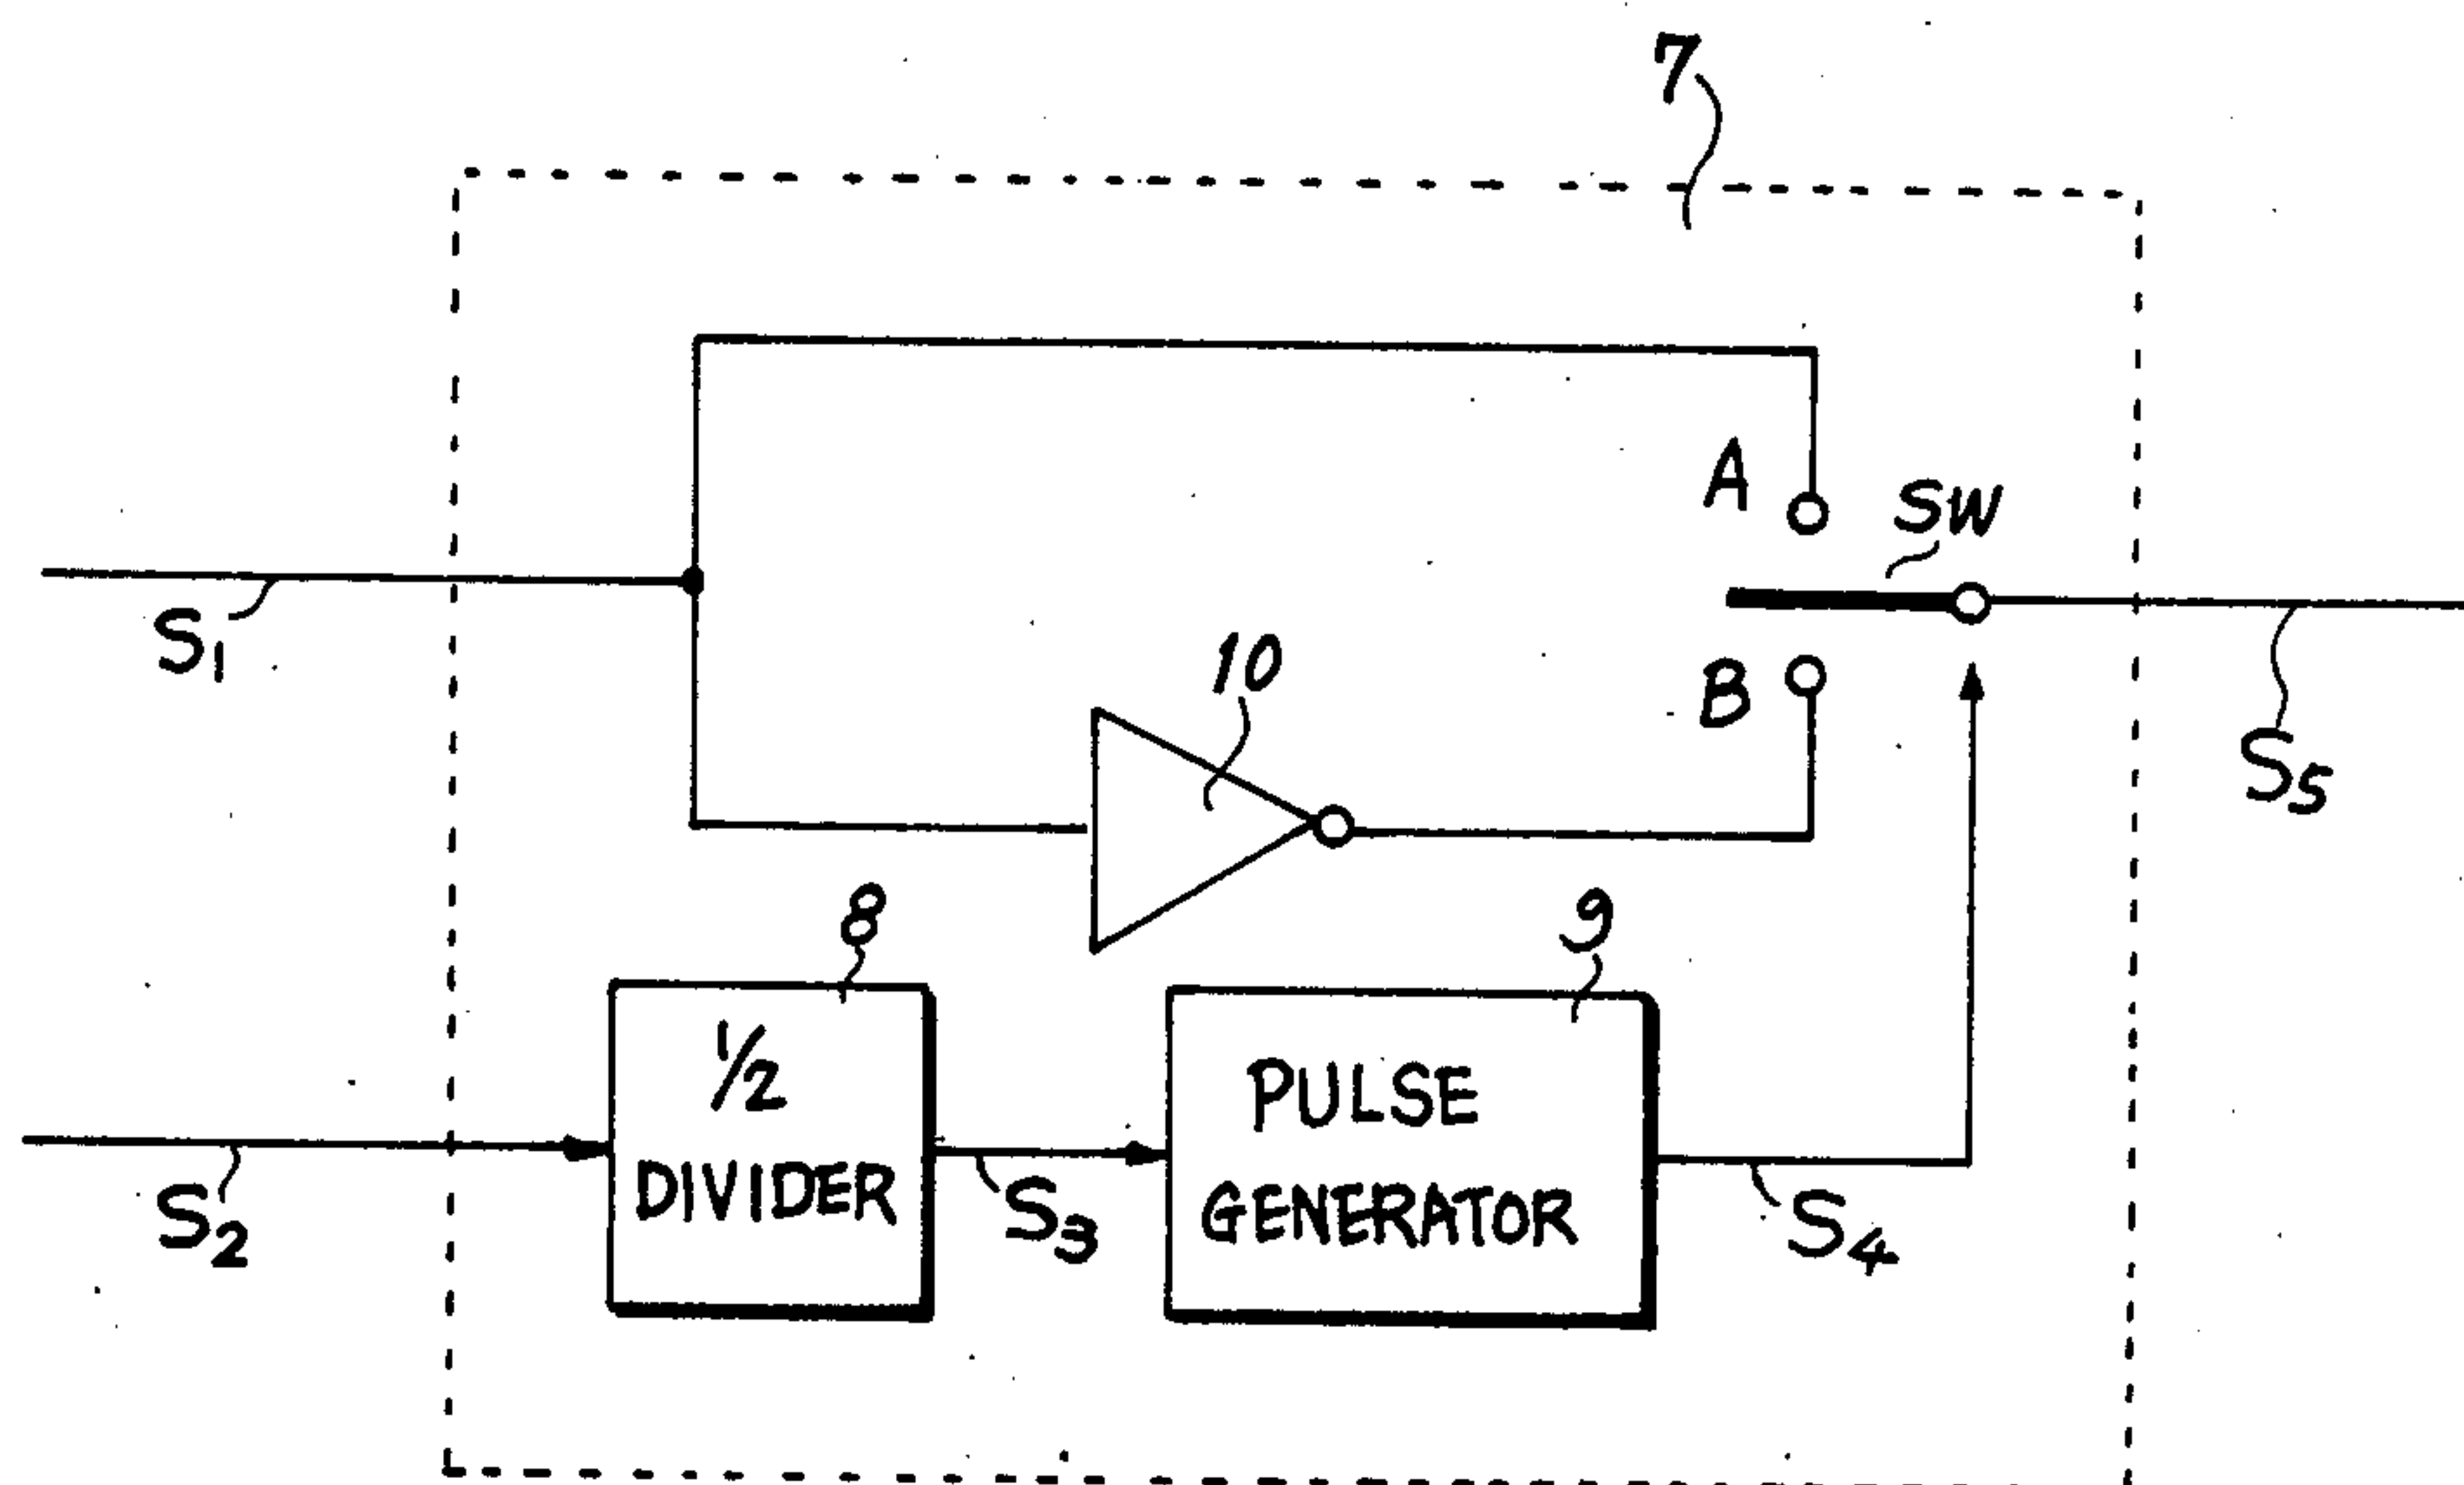 7
A
SW
S1
10
B
S5
8
9
1/2
DIVIDER
PULSE
GENERATOR
S2
S3
S4